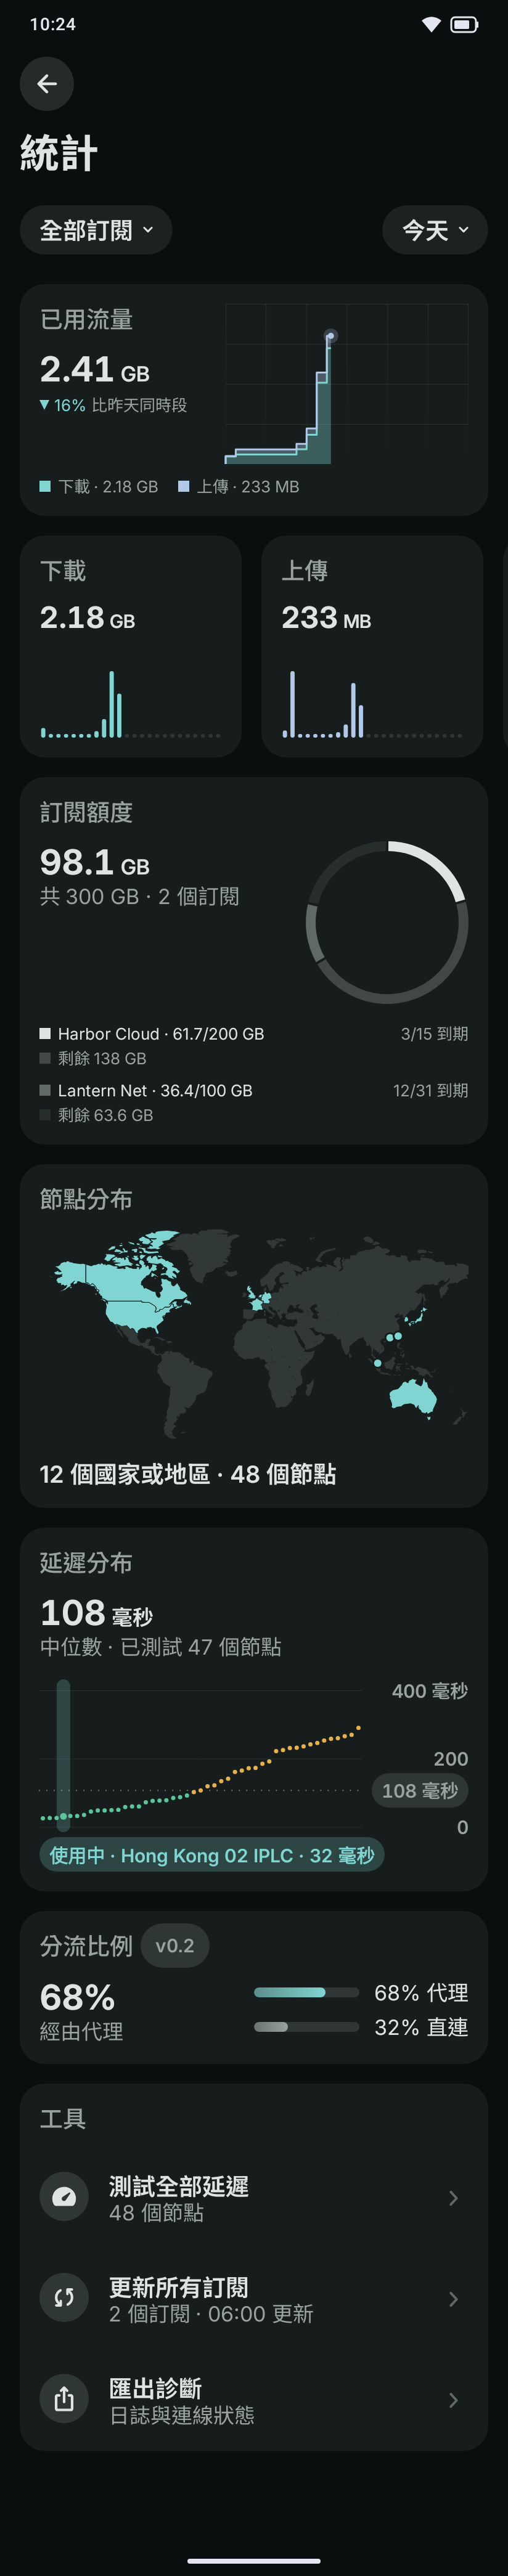 10:24
統計
全部訂閱
今天
已用流量
2.41 GB
16% 比昨天同時段
下載 · 2.18 GB
上傳 · 233 MB
下載
2.18 GB
上傳
233 MB
訂閱額度
98.1 GB
共 300 GB · 2 個訂閱
Harbor Cloud · 61.7/200 GB
3/15 到期
剩餘 138 GB
Lantern Net · 36.4/100 GB
12/31 到期
剩餘 63.6 GB
節點分布
12 個國家或地區 · 48 個節點
延遲分布
108 毫秒
中位數 · 已測試 47 個節點
400 毫秒
200
108 毫秒
0
使用中 · Hong Kong 02 IPLC · 32 毫秒
分流比例 v0.2
68%
經由代理
68% 代理
32% 直連
工具
測試全部延遲
48 個節點
更新所有訂閱
2 個訂閱 · 06:00 更新
匯出診斷
日誌與連線狀態